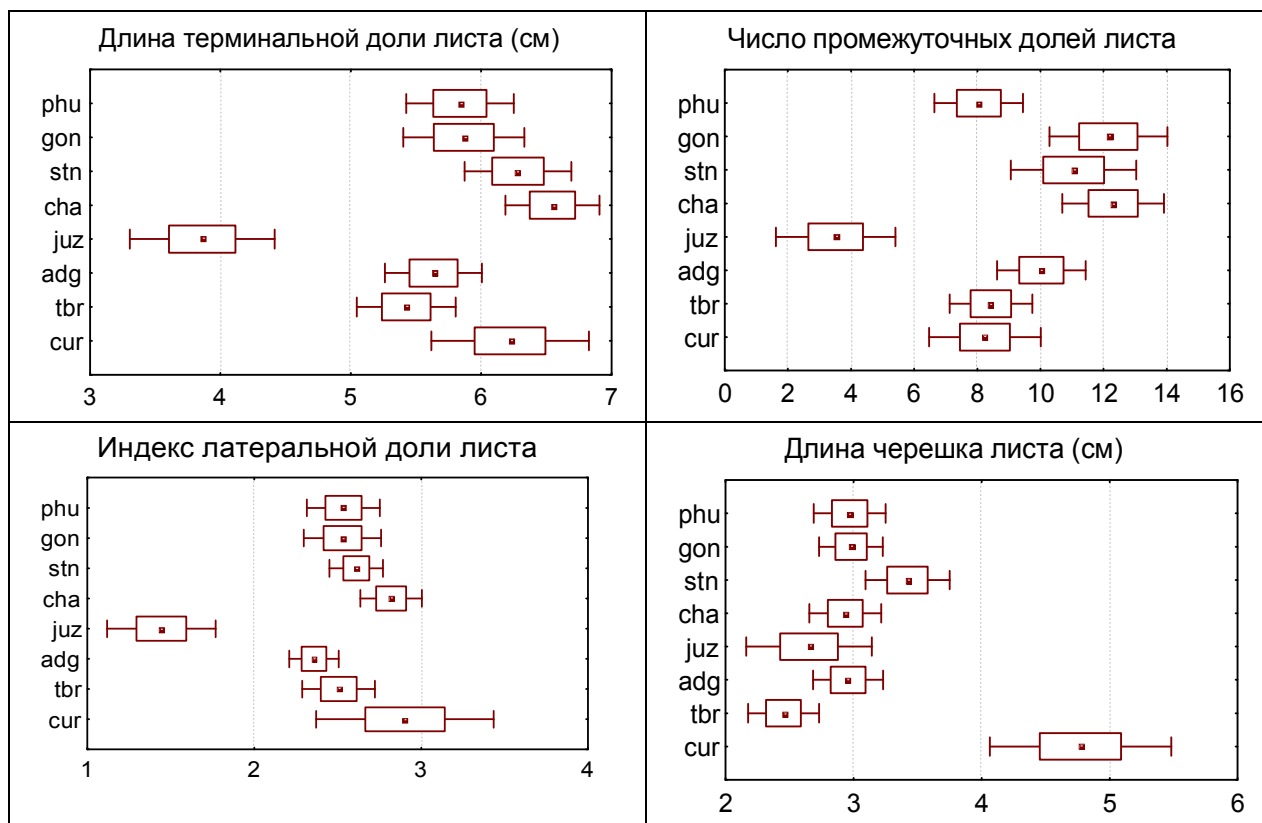 Длина терминальной доли листа (см)
phu
gon
stn
cha
juz
adg
tbr
cur
3 4 5 6 7
Число промежуточных долей листа
phu
gon
stn
cha
juz
adg
tbr
cur
0 2 4 6 8 10 12 14 16
Индекс латеральной доли листа
phu
gon
stn
cha
juz
adg
tbr
cur
1 2 3 4
Длина черешка листа (см)
phu
gon
stn
cha
juz
adg
tbr
cur
2 3 4 5 6